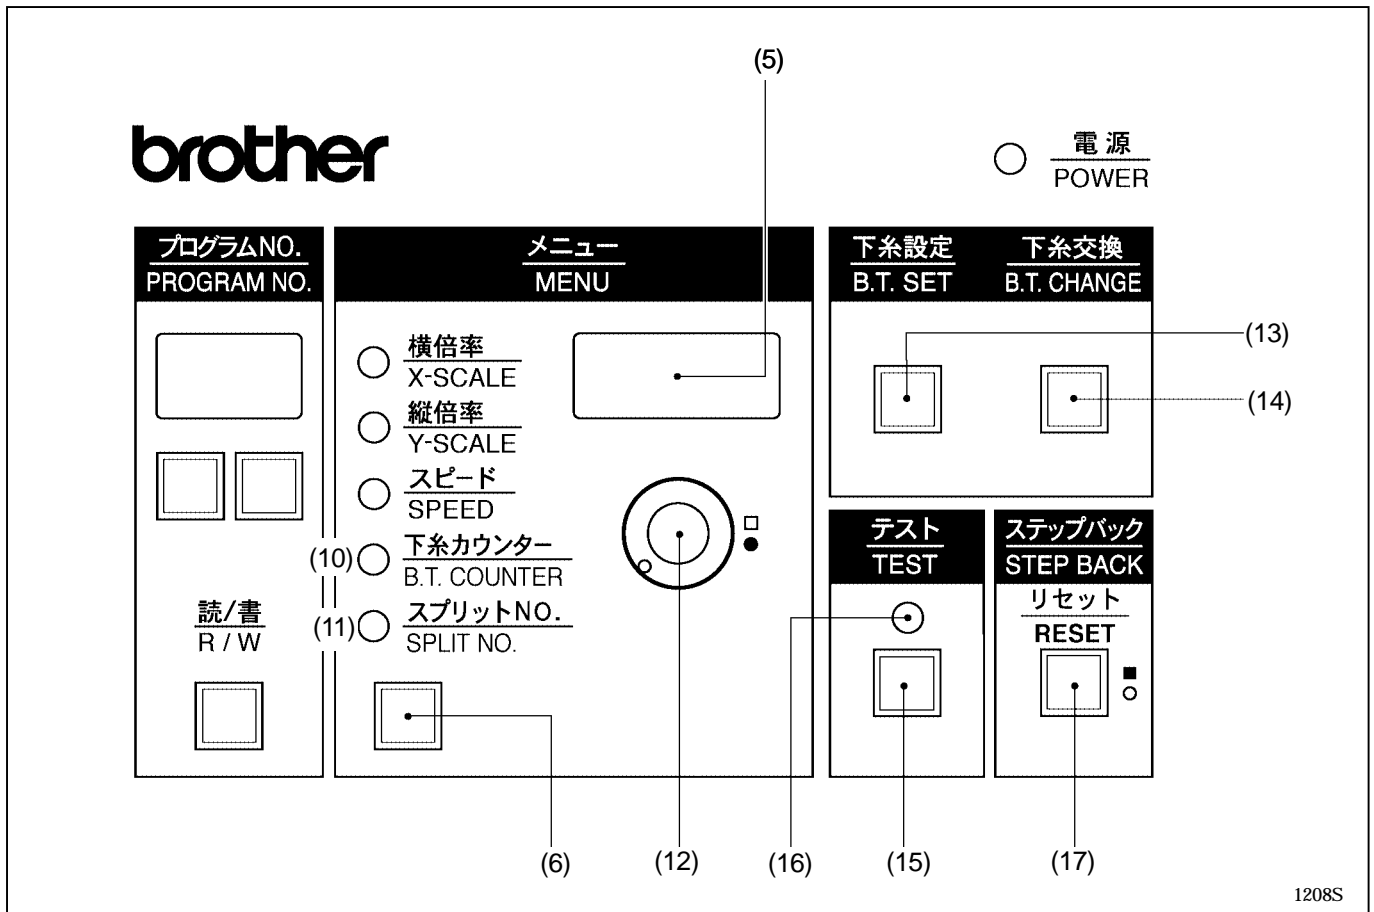 (5)
brother
電源
POWER
プログラムNO.
PROGRAM NO.
メニュー
MENU
下糸設定
B.T. SET
下糸交換
B.T. CHANGE
横倍率
X-SCALE
(13)
縦倍率
Y-SCALE
(14)
スピード
SPEED
(10)
下糸カウンター
B.T. COUNTER
テスト
TEST
ステップバック
STEP BACK
読/書
R / W
(11)
スプリットNO.
SPLIT NO.
リセット
RESET
(6)
(12)
(16)
(15)
(17)
1208S